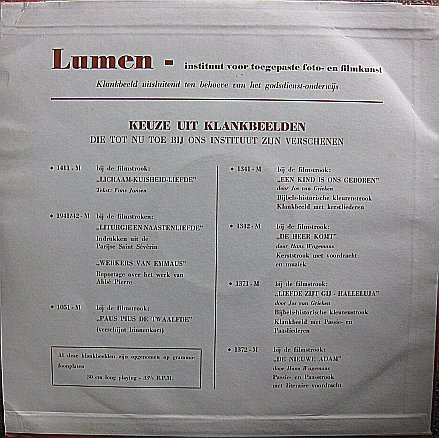 Lumen - instituut voor toegepaste foto- en filmkunst
Klankbeeld uitsluitend ten behoeve van het godsdienst-onderwijs
KEUZE UIT KLANKBEELDEN
DIE TOT NU TOE BIJ ONS INSTITUUT ZIJN VERSCHENEN
• 1411 - M bij de filmstrook:
„LICHAAM-KUISHEID-LIEFDE”
Tekst: Fons Jansen
• 1941/42 - M bij de filmstroken:
„LITURGIE EN NAASTENLIEFDE”
Indrukken uit de
Parijse Saint Séverin
„WERKERS VAN EMMAUS”
Reportage over het werk van
Abbé Pierre
• 1051 - M bij de filmstrook:
„PAUS PIUS DE TWAALFDE”
(verschijnt binnenkort)
Al deze klankbeelden zijn opgenomen op grammo-
foonplaten
30 cm long playing - 33⅓ R.P.M.
• 1341 - M bij de filmstrook:
„EEN KIND IS ONS GEBOREN”
door Jos van Grieken
Bijbels-historische kleurenstrook
Klankbeeld met kerstliederen
• 1342 - M bij de filmstrook:
„DE HEER KOMT”
door Hans Wagemans
Kerststrook met voordracht
en muziek
• 1371 - M bij de filmstrook:
„LIEFDE ZIJT GIJ - HALLELUJA”
door Jos van Grieken
Bijbels-historische kleurenstrook
Klankbeeld met Passie- en
Paasliederen
• 1372 - M bij de filmstrook:
„DE NIEUWE ADAM”
door Hans Wagemans
Passie- en Paasstrook
met literaire voordracht